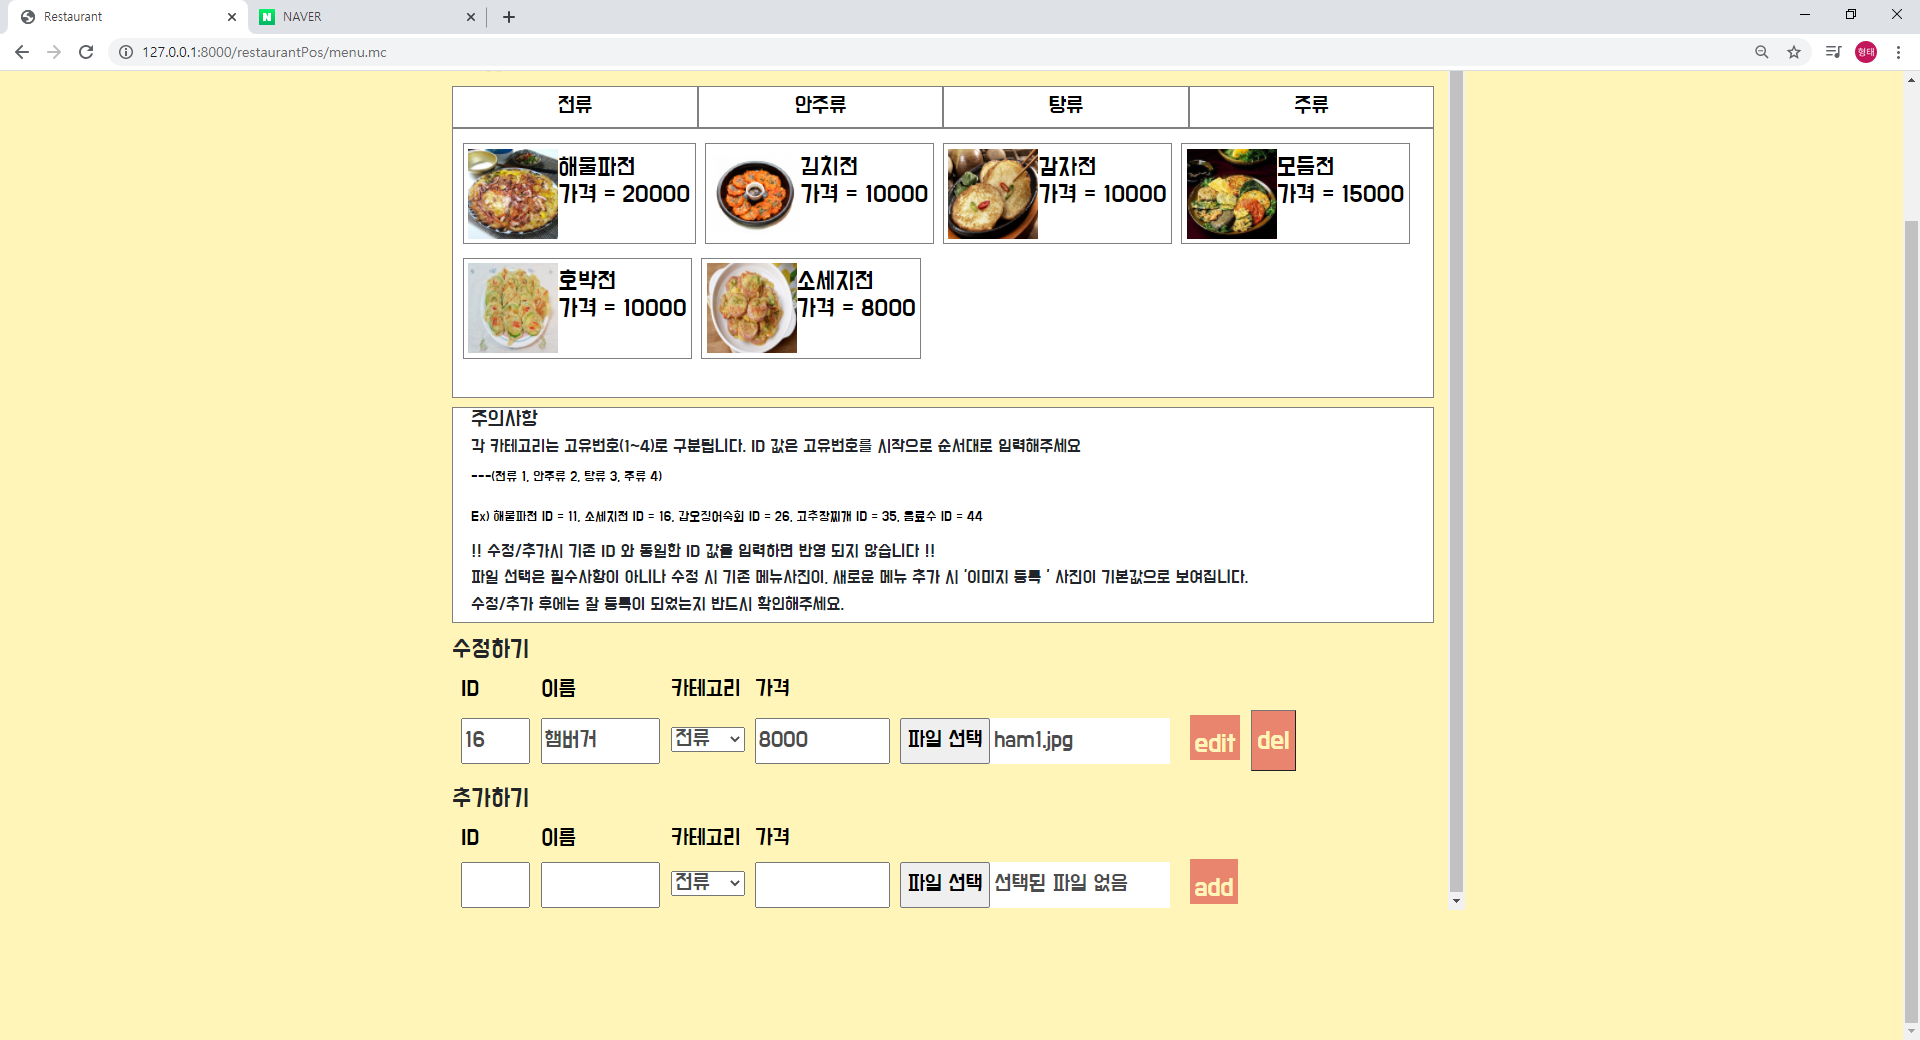 Restaurant
NAVER
127.0.0.1:8000/restaurantPos/menu.mc
형태
전류 안주류 탕류 주류
해물파전
가격 = 20000
김치전
가격 = 10000
감자전
가격 = 10000
모듬전
가격 = 15000
호박전
가격 = 10000
소세지전
가격 = 8000
주의사항
각 카테고리는 고유번호(1~4)로 구분됩니다. ID 값은 고유번호를 시작으로 순서대로 입력해주세요
---(전류 1, 안주류 2, 탕류 3, 주류 4)
Ex) 해물파전 ID = 11, 소세지전 ID = 16, 갑오징어숙회 ID = 26, 고추장찌개 ID = 35, 음료수 ID = 44
!! 수정/추가시 기존 ID 와 동일한 ID 값을 입력하면 반영 되지 않습니다 !!
파일 선택은 필수사항이 아니나 수정 시 기존 메뉴사진이, 새로운 메뉴 추가 시 '이미지 등록 ' 사진이 기본값으로 보여집니다.
수정/추가 후에는 잘 등록이 되었는지 반드시 확인해주세요.
수정하기
ID 이름 카테고리 가격
16 햄버거 전류 8000 파일 선택 ham1.jpg edit del
추가하기
ID 이름 카테고리 가격
전류 파일 선택 선택된 파일 없음 add